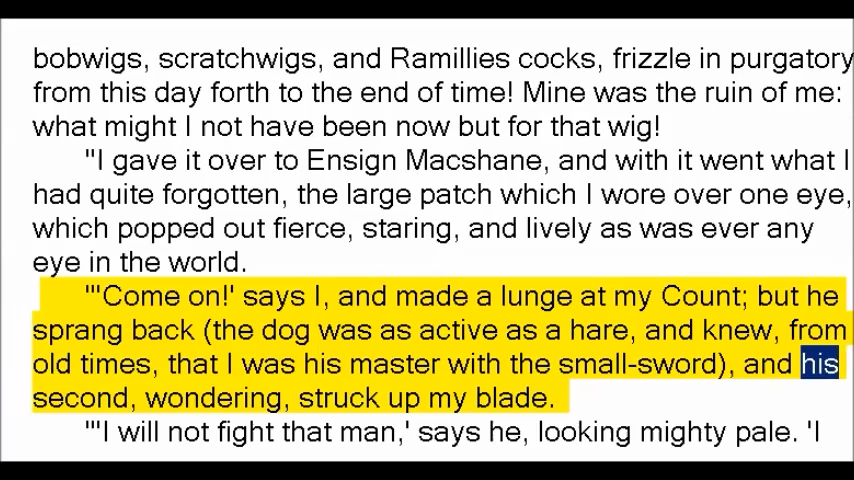 bobwigs, scratchwigs, and Ramillies cocks, frizzle in purgatory
from this day forth to the end of time! Mine was the ruin of me:
what might I not have been now but for that wig!
"I gave it over to Ensign Macshane, and with it went what I
had quite forgotten, the large patch which I wore over one eye,
which popped out fierce, staring, and lively as was ever any
eye in the world.
"'Come on!' says I, and made a lunge at my Count; but he
sprang back (the dog was as active as a hare, and knew, from
old times, that I was his master with the small-sword), and his
second, wondering, struck up my blade.
"'I will not fight that man,' says he, looking mighty pale. 'I